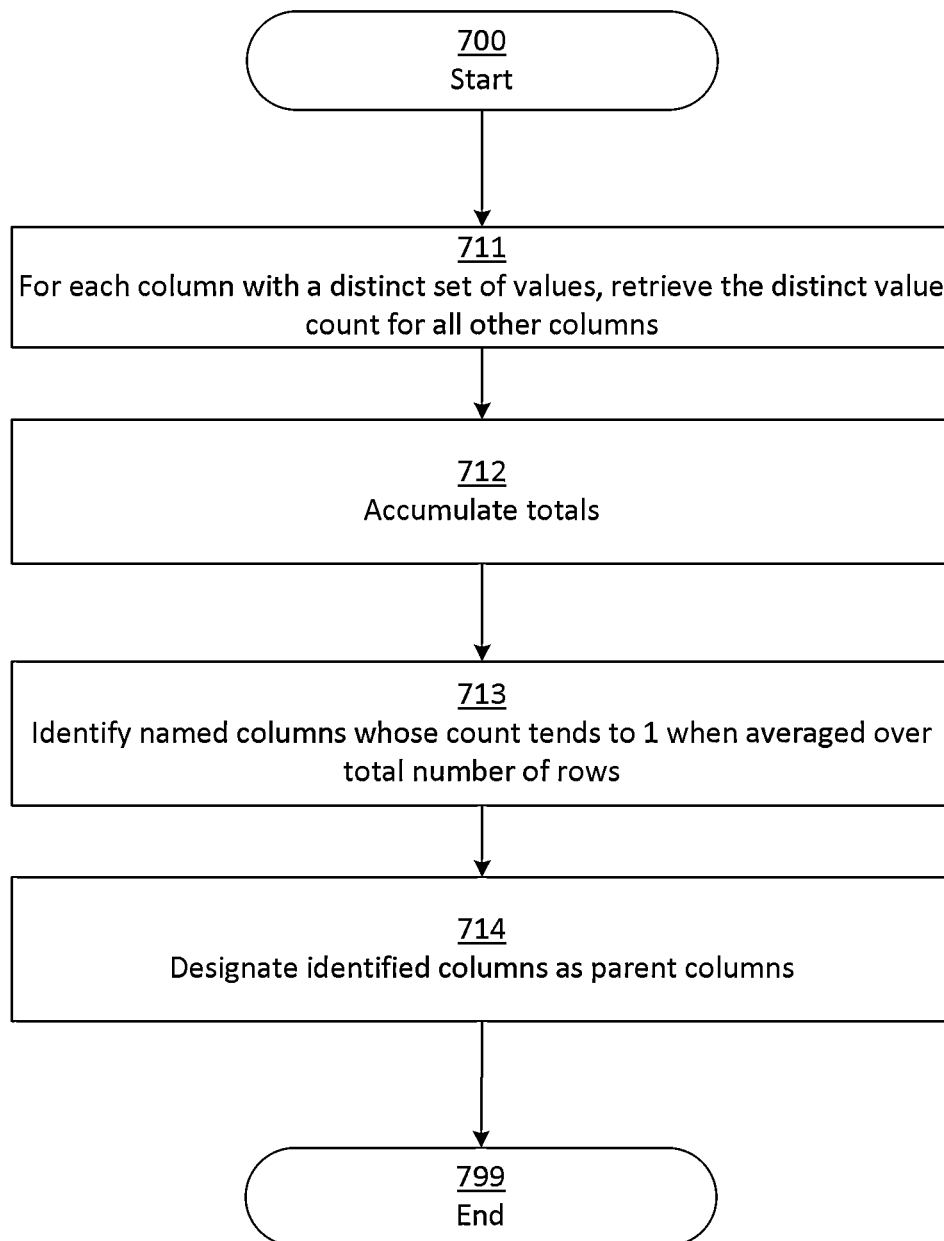 700
Start
711
For each column with a distinct set of values, retrieve the distinct value
count for all other columns
712
Accumulate totals
713
Identify named columns whose count tends to 1 when averaged over
total number of rows
714
Designate identified columns as parent columns
799
End